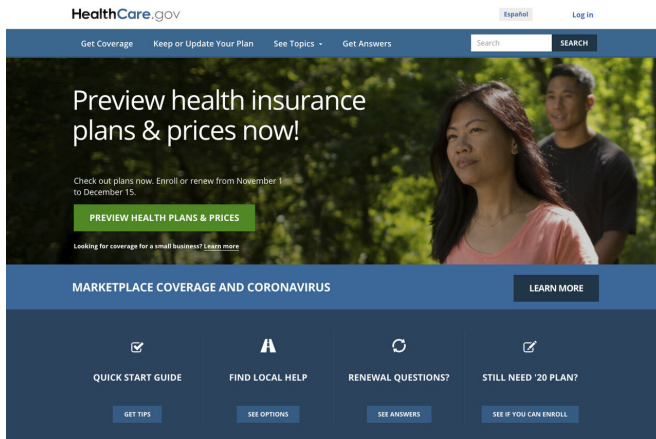 HealthCare.gov
Español
Log in
Get Coverage
Keep or Update Your Plan
See Topics
Get Answers
Search
SEARCH
Preview health insurance
plans & prices now!
Check out plans now. Enroll or renew from November 1
to December 15.
PREVIEW HEALTH PLANS & PRICES
Looking for coverage for a small business? Learn more
MARKETPLACE COVERAGE AND CORONAVIRUS
LEARN MORE
QUICK START GUIDE
FIND LOCAL HELP
RENEWAL QUESTIONS?
STILL NEED '20 PLAN?
GET TIPS
SEE OPTIONS
SEE ANSWERS
SEE IF YOU CAN ENROLL